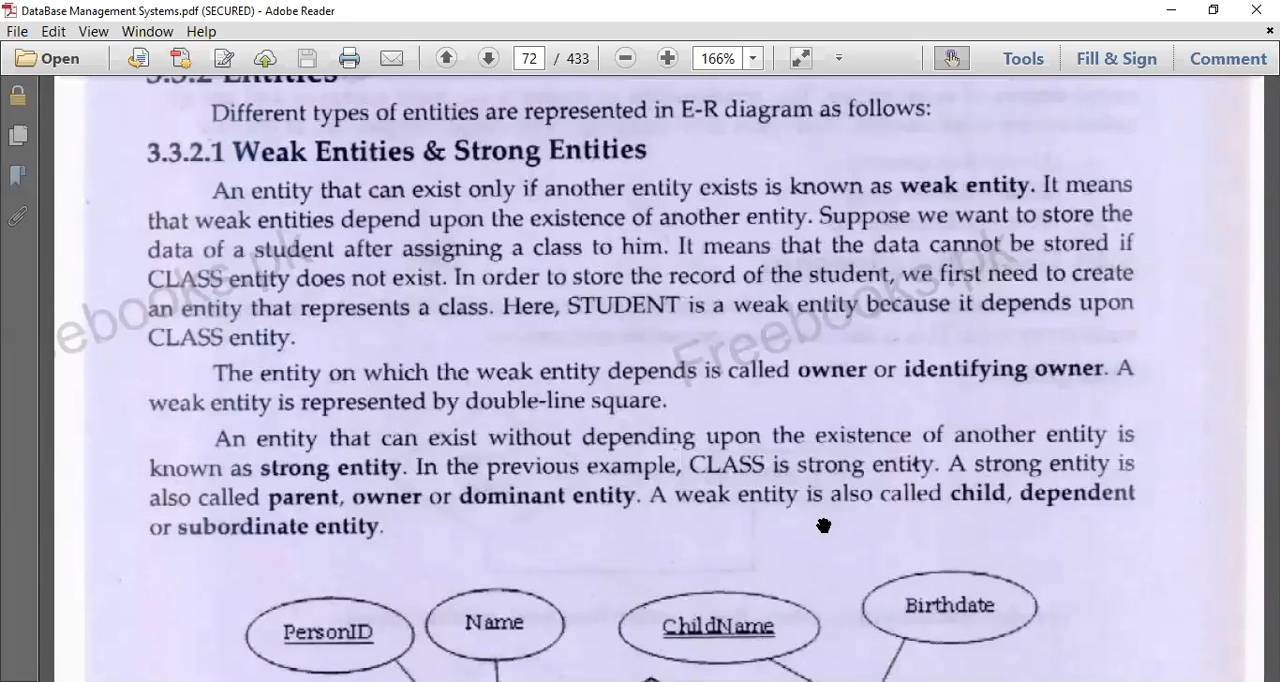 DataBase Management Systems.pdf (SECURED) - Adobe Reader
File Edit View Window Help
Open 72 / 433 166% Tools Fill & Sign Comment
3.3.2 Entities
Different types of entities are represented in E-R diagram as follows:
3.3.2.1 Weak Entities & Strong Entities
An entity that can exist only if another entity exists is known as weak entity. It means
that weak entities depend upon the existence of another entity. Suppose we want to store the
data of a student after assigning a class to him. It means that the data cannot be stored if
CLASS entity does not exist. In order to store the record of the student, we first need to create
an entity that represents a class. Here, STUDENT is a weak entity because it depends upon
CLASS entity.
The entity on which the weak entity depends is called owner or identifying owner. A
weak entity is represented by double-line square.
An entity that can exist without depending upon the existence of another entity is
known as strong entity. In the previous example, CLASS is strong entity. A strong entity is
also called parent, owner or dominant entity. A weak entity is also called child, dependent
or subordinate entity.
PersonID Name ChildName Birthdate
eebooks.pk
Freebooks.pk